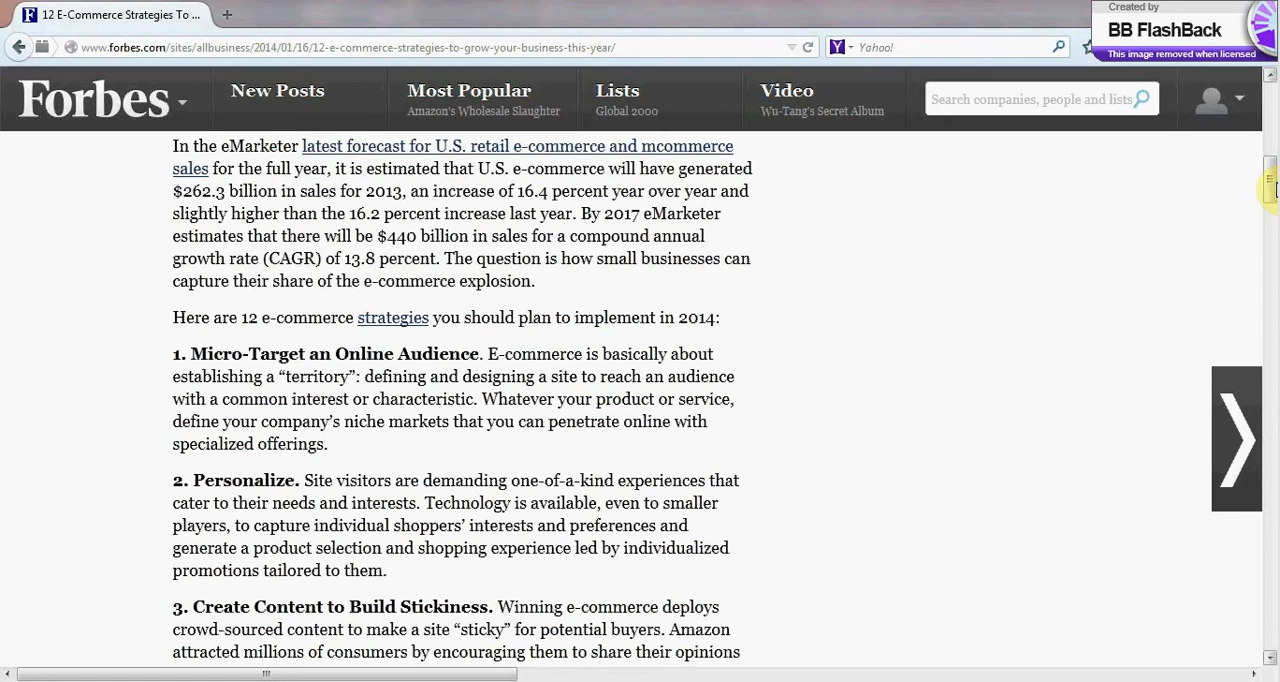 Created by
BB FlashBack
This image removed when licensed
12 E-Commerce Strategies To ...
www.forbes.com/sites/allbusiness/2014/01/16/12-e-commerce-strategies-to-grow-your-business-this-year/
Yahoo!
Forbes
New Posts
Most Popular
Amazon's Wholesale Slaughter
Lists
Global 2000
Video
Wu-Tang's Secret Album
Search companies, people and lists
In the eMarketer latest forecast for U.S. retail e-commerce and mcommerce
sales for the full year, it is estimated that U.S. e-commerce will have generated
$262.3 billion in sales for 2013, an increase of 16.4 percent year over year and
slightly higher than the 16.2 percent increase last year. By 2017 eMarketer
estimates that there will be $440 billion in sales for a compound annual
growth rate (CAGR) of 13.8 percent. The question is how small businesses can
capture their share of the e-commerce explosion.
Here are 12 e-commerce strategies you should plan to implement in 2014:
1. Micro-Target an Online Audience. E-commerce is basically about
establishing a “territory”: defining and designing a site to reach an audience
with a common interest or characteristic. Whatever your product or service,
define your company’s niche markets that you can penetrate online with
specialized offerings.
2. Personalize. Site visitors are demanding one-of-a-kind experiences that
cater to their needs and interests. Technology is available, even to smaller
players, to capture individual shoppers’ interests and preferences and
generate a product selection and shopping experience led by individualized
promotions tailored to them.
3. Create Content to Build Stickiness. Winning e-commerce deploys
crowd-sourced content to make a site “sticky” for potential buyers. Amazon
attracted millions of consumers by encouraging them to share their opinions